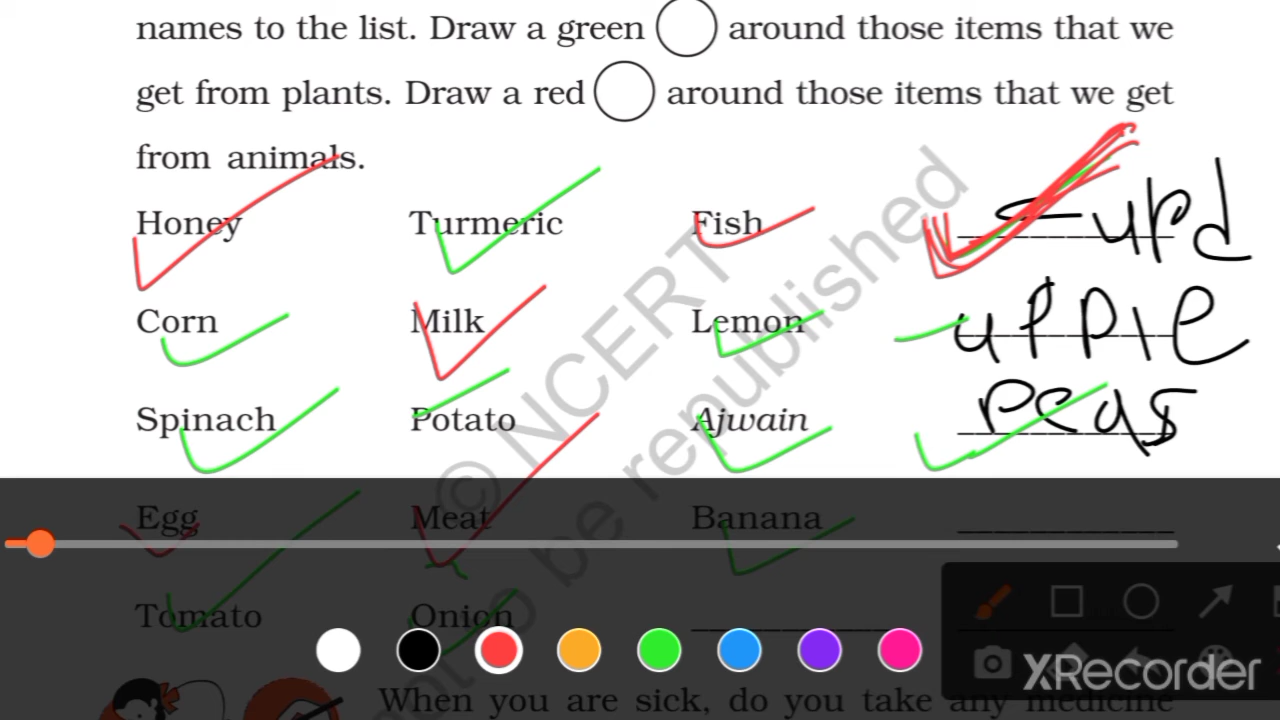 names to the list. Draw a green around those items that we
get from plants. Draw a red around those items that we get
from animals.
Honey Turmeric Fish curd
Corn Milk Lemon apple
Spinach Potato Ajwain peas
Egg Meat Banana
Tomato Onion
When you are sick, do you take any medicine
© NCERT
not to be republished
XRecorder